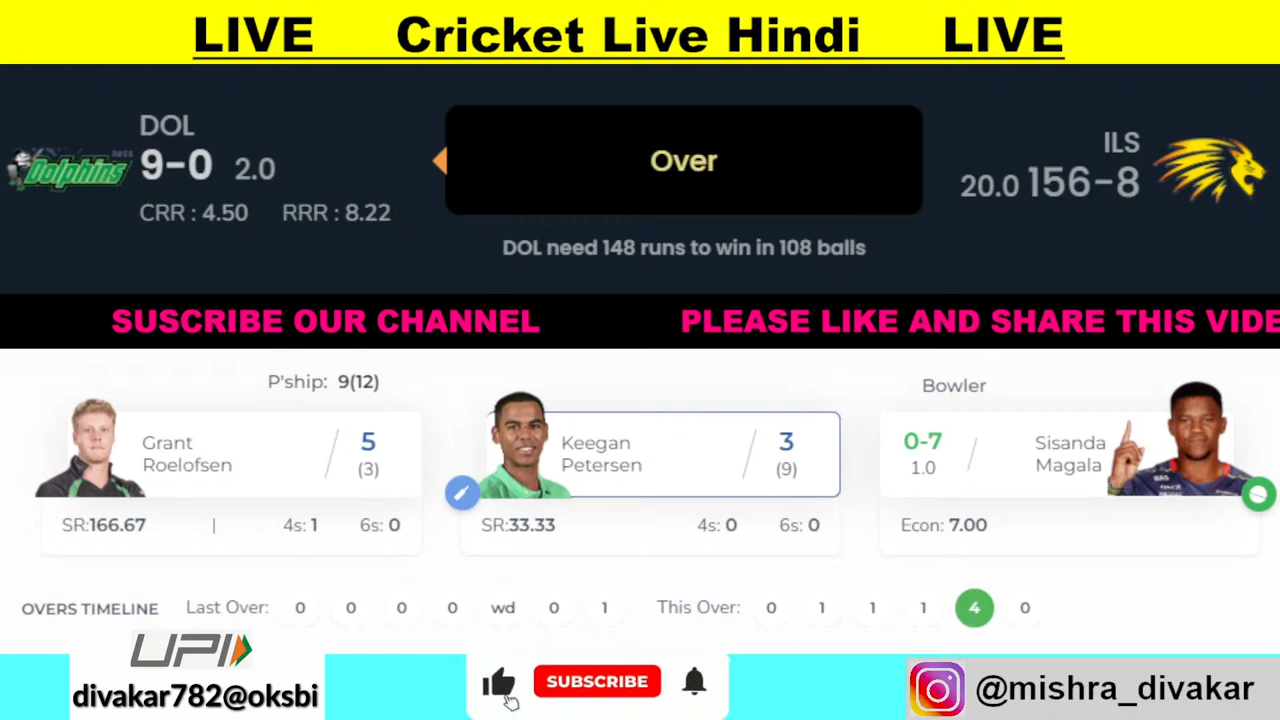 LIVE Cricket Live Hindi LIVE
DOL
9-0 2.0
CRR : 4.50 RRR : 8.22
Dolphins
Over
ILS
20.0 156-8
DOL need 148 runs to win in 108 balls
SUSCRIBE OUR CHANNEL PLEASE LIKE AND SHARE THIS VIDE
P'ship: 9(12)
Bowler
Grant
Roelofsen
5
(3)
SR:166.67 | 4s: 1 6s: 0
Keegan
Petersen
3
(9)
SR:33.33 4s: 0 6s: 0
0-7
1.0
Sisanda
Magala
Econ: 7.00
OVERS TIMELINE Last Over: 0 0 0 0 wd 0 1 This Over: 0 1 1 1 4 0
UPI
divakar782@oksbi
SUBSCRIBE
@mishra_divakar